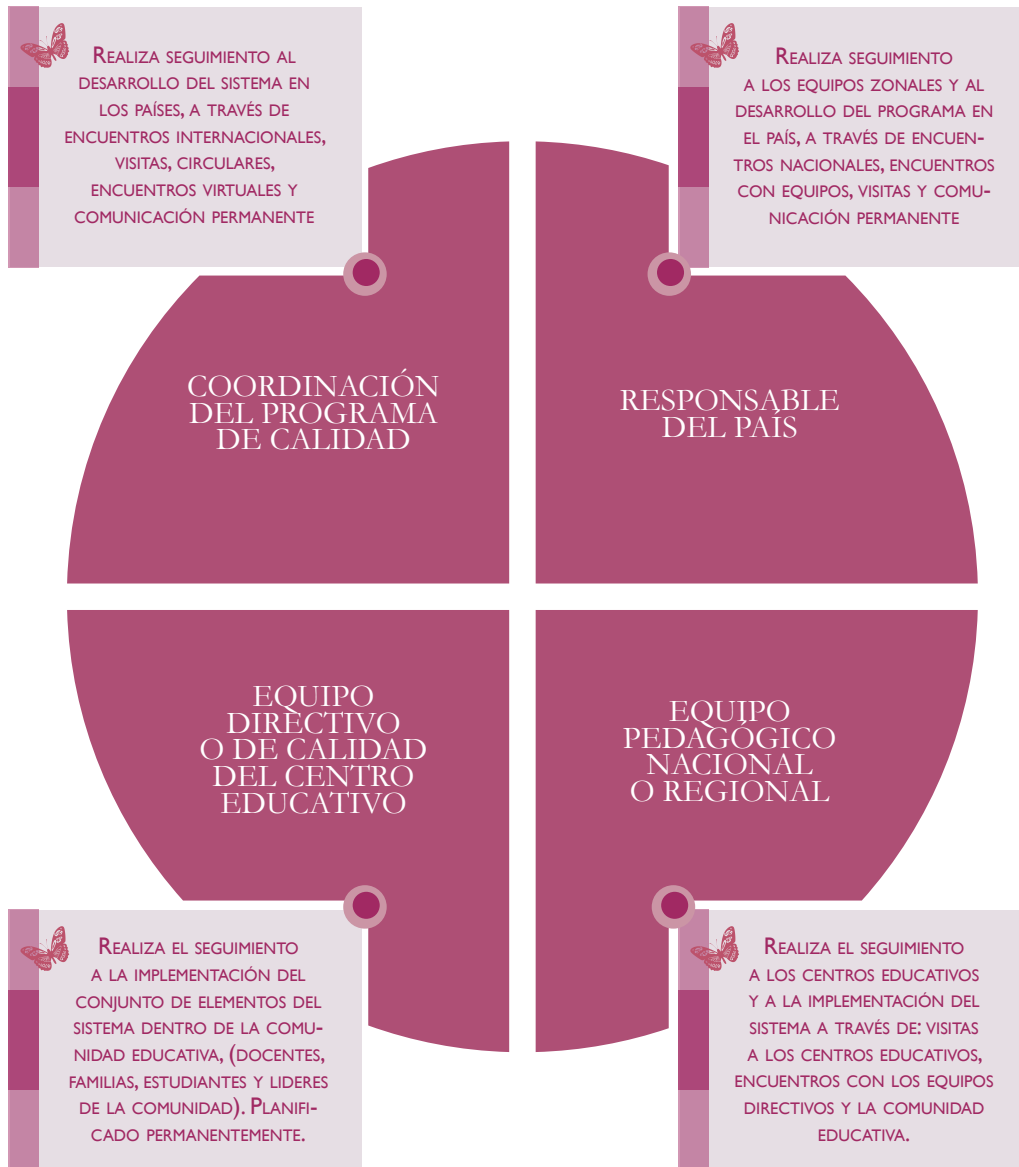 Realiza seguimiento al
desarrollo del sistema en
los países, a través de
encuentros internacionales,
visitas, circulares,
encuentros virtuales y
comunicación permanente
Realiza seguimiento
a los equipos zonales y al
desarrollo del programa en
el país, a través de encuen-
tros nacionales, encuentros
con equipos, visitas y comu-
nicación permanente
COORDINACIÓN
DEL PROGRAMA
DE CALIDAD
RESPONSABLE
DEL PAÍS
EQUIPO
DIRECTIVO
O DE CALIDAD
DEL CENTRO
EDUCATIVO
EQUIPO
PEDAGÓGICO
NACIONAL
O REGIONAL
Realiza el seguimiento
a la implementación del
conjunto de elementos del
sistema dentro de la comu-
nidad educativa, (docentes,
familias, estudiantes y lideres
de la comunidad). Planifi-
cado permanentemente.
Realiza el seguimiento
a los centros educativos
y a la implementación del
sistema a través de: visitas
a los centros educativos,
encuentros con los equipos
directivos y la comunidad
educativa.